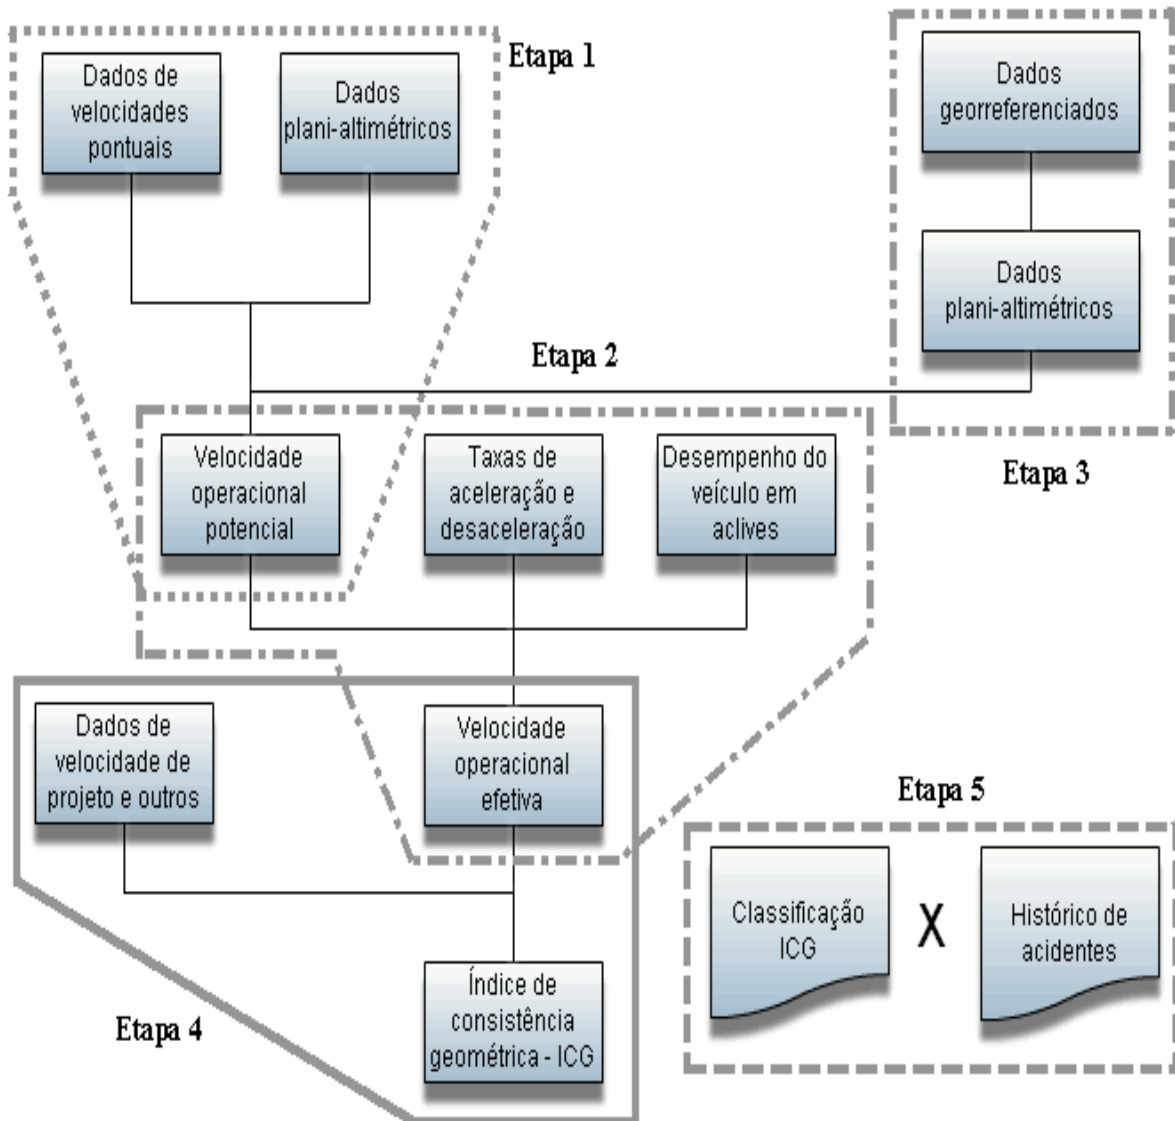 Etapa 1
Dados de
velocidades
pontuais
Dados
plani-altimétricos
Dados
georreferenciados
Dados
plani-altimétricos
Etapa 3
Etapa 2
Velocidade
operacional
potencial
Taxas de
aceleração e
desaceleração
Desempenho do
veículo em
aclives
Dados de
velocidade de
projeto e outros
Velocidade
operacional
efetiva
Índice de
consistência
geométrica - ICG
Etapa 4
Etapa 5
Classificação
ICG
X
Histórico de
acidentes